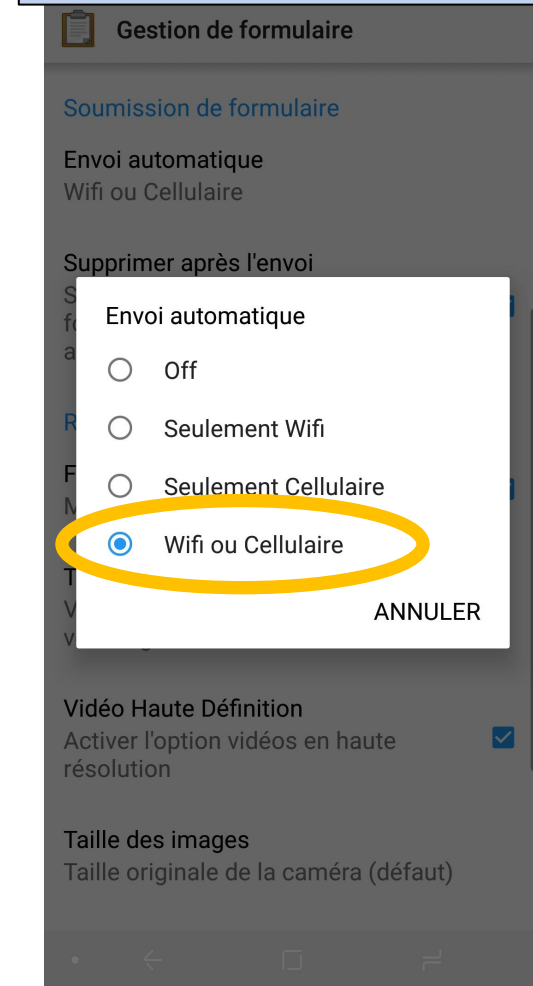 Gestion de formulaire
Soumission de formulaire
Envoi automatique
Wifi ou Cellulaire
Supprimer après l'envoi
S
fo
a
Envoi automatique
Off
Seulement Wifi
R
Seulement Cellulaire
F
M
Wifi ou Cellulaire
T
V
v
ANNULER
Vidéo Haute Définition
Activer l'option vidéos en haute
résolution
Taille des images
Taille originale de la caméra (défaut)